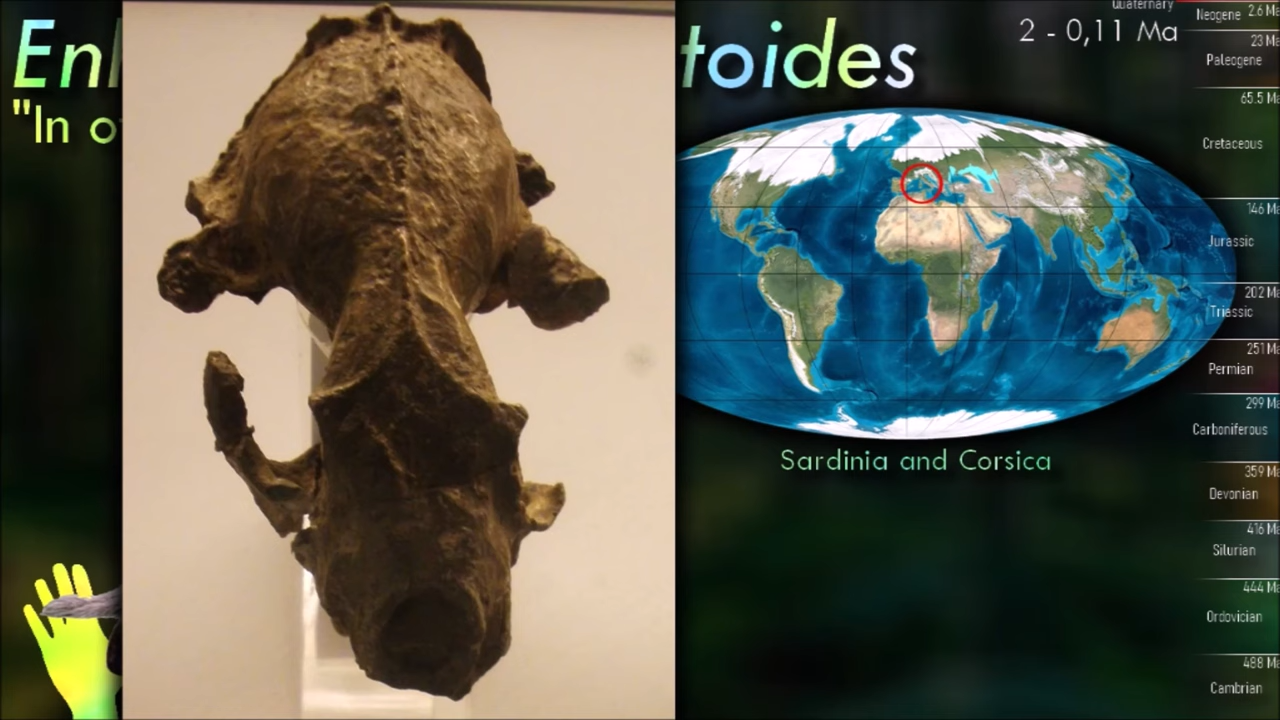 En
toides
"In o
2 - 0,11 Ma
Sardinia and Corsica
Quaternary
2.6 Ma
Neogene
23 Ma
Paleogene
65.5 Ma
Cretaceous
146 Ma
Jurassic
202 Ma
Triassic
251 Ma
Permian
299 Ma
Carboniferous
359 Ma
Devonian
416 Ma
Silurian
444 Ma
Ordovician
488 Ma
Cambrian